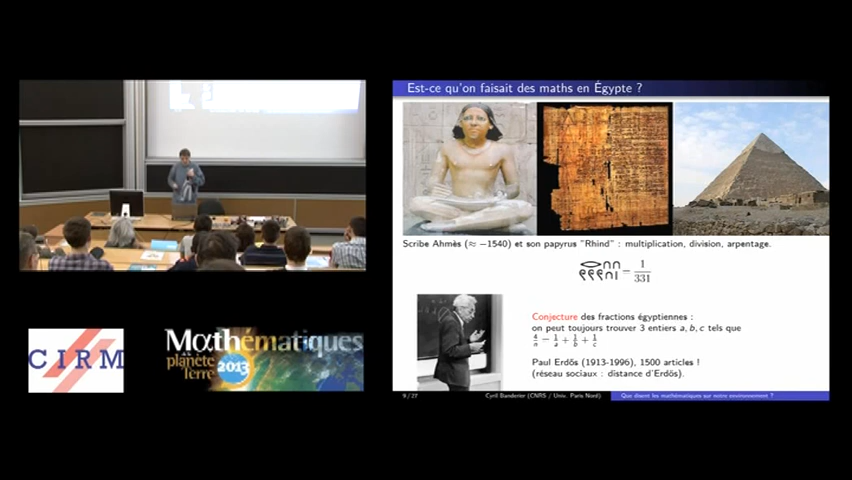 Est-ce qu'on faisait des maths en Égypte ?
Scribe Ahmès (≈ −1540) et son papyrus "Rhind" : multiplication, division, arpentage.
= 1/331
Conjecture des fractions égyptiennes :
on peut toujours trouver 3 entiers a, b, c tels que
4/n = 1/a + 1/b + 1/c
Paul Erdős (1913-1996), 1500 articles !
(réseau sociaux : distance d'Erdős).
9 / 27
Cyril Banderier (CNRS / Univ. Paris Nord)
Que disent les mathématiques sur notre environnement ?
CIRM
Mathématiques
de la
planète
Terre
2013